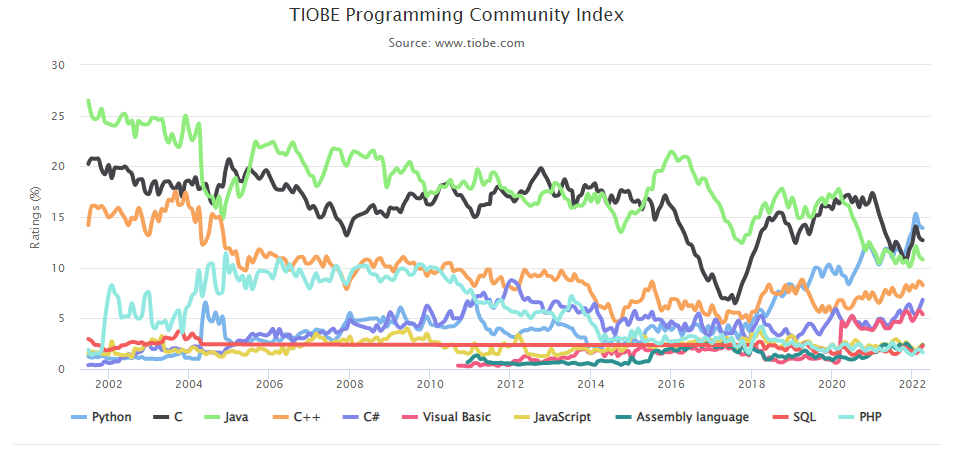 TIOBE Programming Community Index
Source: www.tiobe.com
30
25
20
15
10
5
0
Ratings (%)
2002 2004 2006 2008 2010 2012 2014 2016 2018 2020 2022
Python C Java C++ C# Visual Basic JavaScript Assembly language SQL PHP